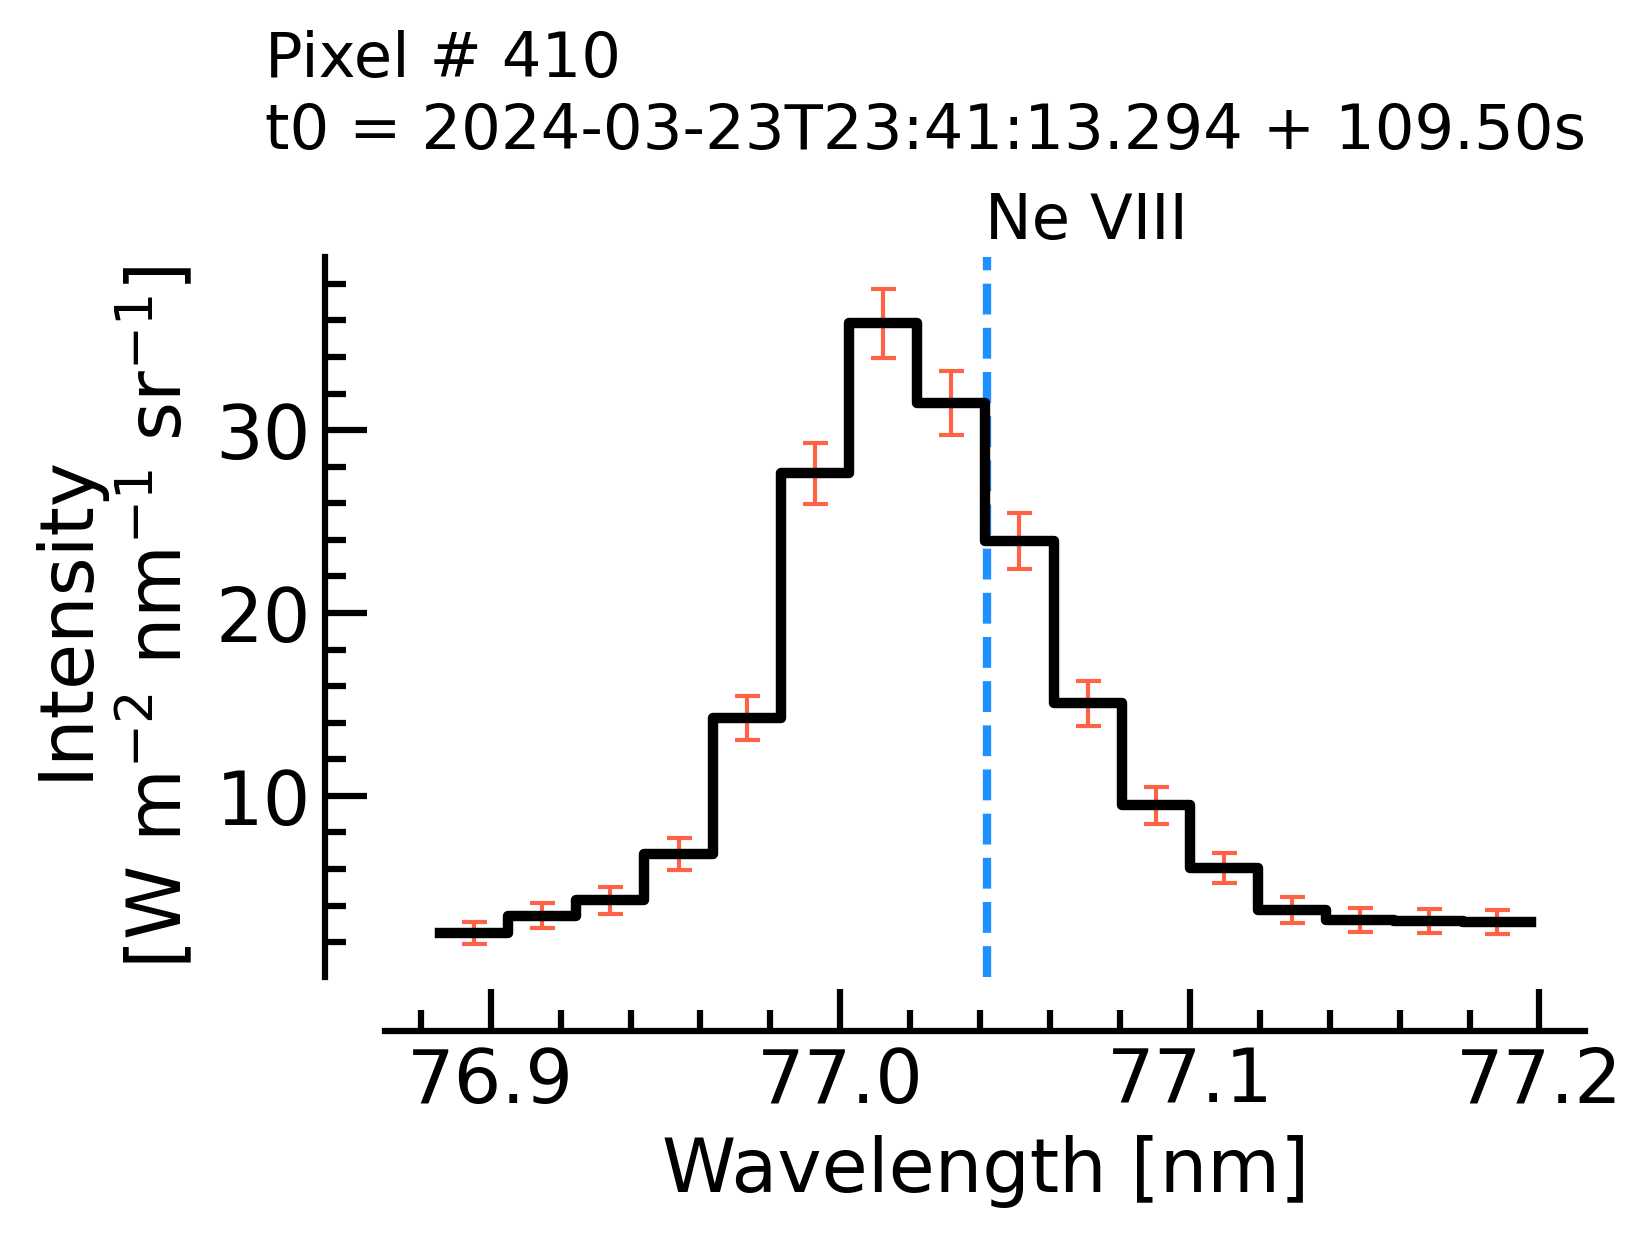 Pixel # 410
t0 = 2024-03-23T23:41:13.294 + 109.50s
Ne VIII
Intensity
[W m⁻² nm⁻¹ sr⁻¹]
30
20
10
76.9 77.0 77.1 77.2
Wavelength [nm]